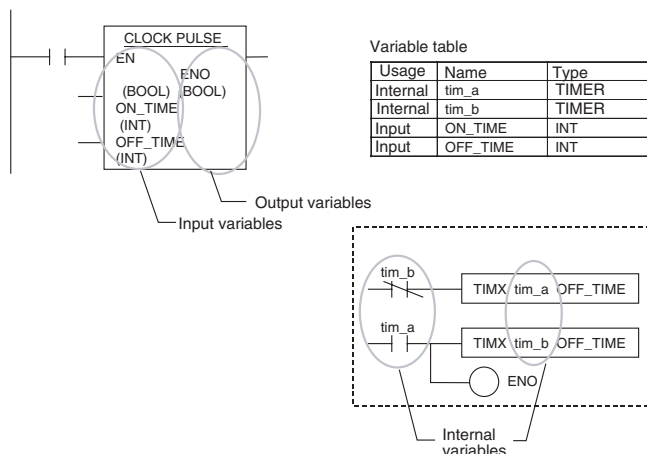 CLOCK PULSE
EN
ENO
(BOOL) (BOOL)
ON_TIME
(INT)
OFF_TIME
(INT)
Output variables
Input variables
Variable table
Usage Name Type
Internal tim_a TIMER
Internal tim_b TIMER
Input ON_TIME INT
Input OFF_TIME INT
tim_b
TIMX tim_a OFF_TIME
tim_a
TIMX tim_b OFF_TIME
ENO
Internal
variables